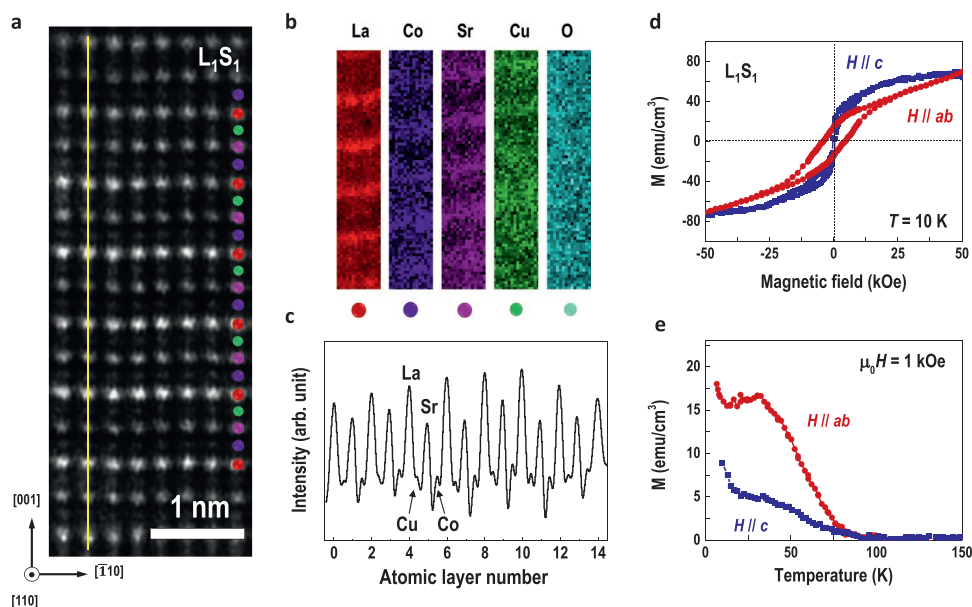 a
L₁S₁
1 nm
[001]
[1̅10]
[110]
b
La Co Sr Cu O
c
Intensity (arb. unit)
La
Sr
Cu
Co
0 2 4 6 8 10 12 14
Atomic layer number
d
M (emu/cm³)
80
40
0
-40
-80
L₁S₁
H // c
H // ab
T = 10 K
-50 -25 0 25 50
Magnetic field (kOe)
e
M (emu/cm³)
20
15
10
5
0
μ₀H = 1 kOe
H // ab
H // c
0 50 100 150
Temperature (K)